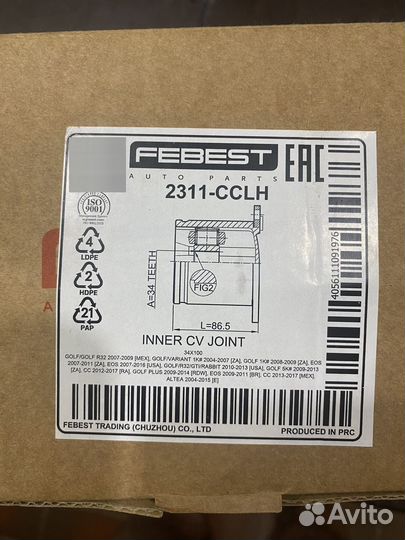 FEBEST
AUTO PARTS
EAC
2311-CCLH
ISO
9001
4
LDPE
2
HDPE
21
PAP
A=34 TEETH
FIG2
L=86.5
4056111091976
INNER CV JOINT
34X100
GOLF/GOLF R32 2007-2009 [MEX], GOLF/VARIANT 1K# 2004-2007 [ZA], GOLF 1K# 2008-2009 [ZA], EOS
2007-2011 [ZA], EOS 2007-2016 [USA], GOLF/R32/GTI/RABBIT 2010-2013 [USA], GOLF 5K# 2009-2013
[ZA], CC 2012-2017 [RA], GOLF PLUS 2009-2014 [RDW], EOS 2009-2011 [BR], CC 2013-2017 [MEX],
ALTEA 2004-2015 [E]
FEBEST TRADING (CHUZHOU) CO., LTD
PRODUCED IN PRC
Avito